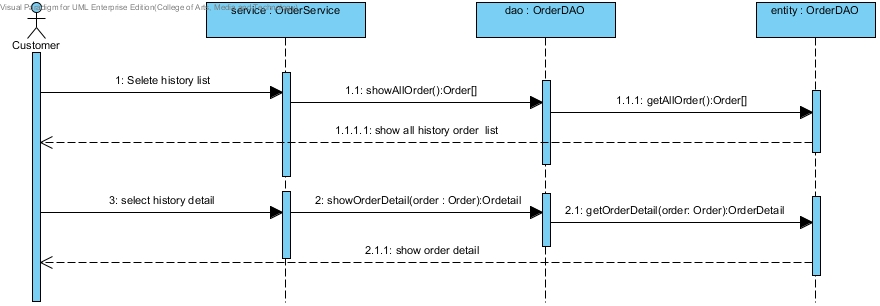 Visual Paradigm for UML Enterprise Edition(College of Arts, Media and Technology)
service : OrderService
dao : OrderDAO
entity : OrderDAO
Customer
1: Selete history list
1.1: showAllOrder():Order[]
1.1.1: getAllOrder():Order[]
1.1.1.1: show all history order list
3: select history detail
2: showOrderDetail(order : Order):Ordetail
2.1: getOrderDetail(order: Order):OrderDetail
2.1.1: show order detail